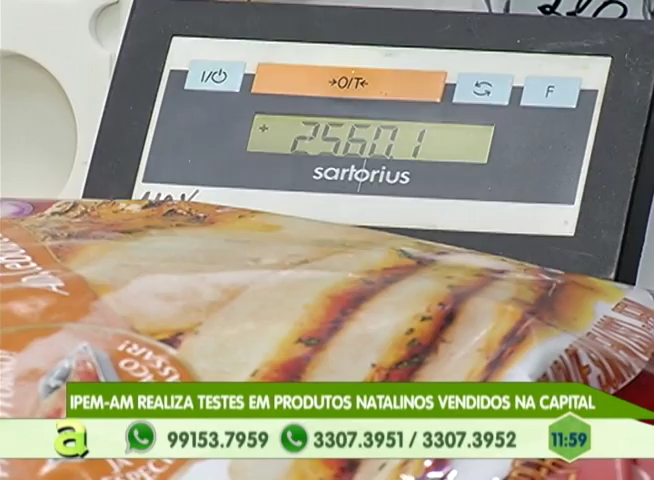 I/O →O/T← F
+ 2560.1
sartorius
MAX
IPEM-AM REALIZA TESTES EM PRODUTOS NATALINOS VENDIDOS NA CAPITAL
a 99153.7959 3307.3951 / 3307.3952 11:59